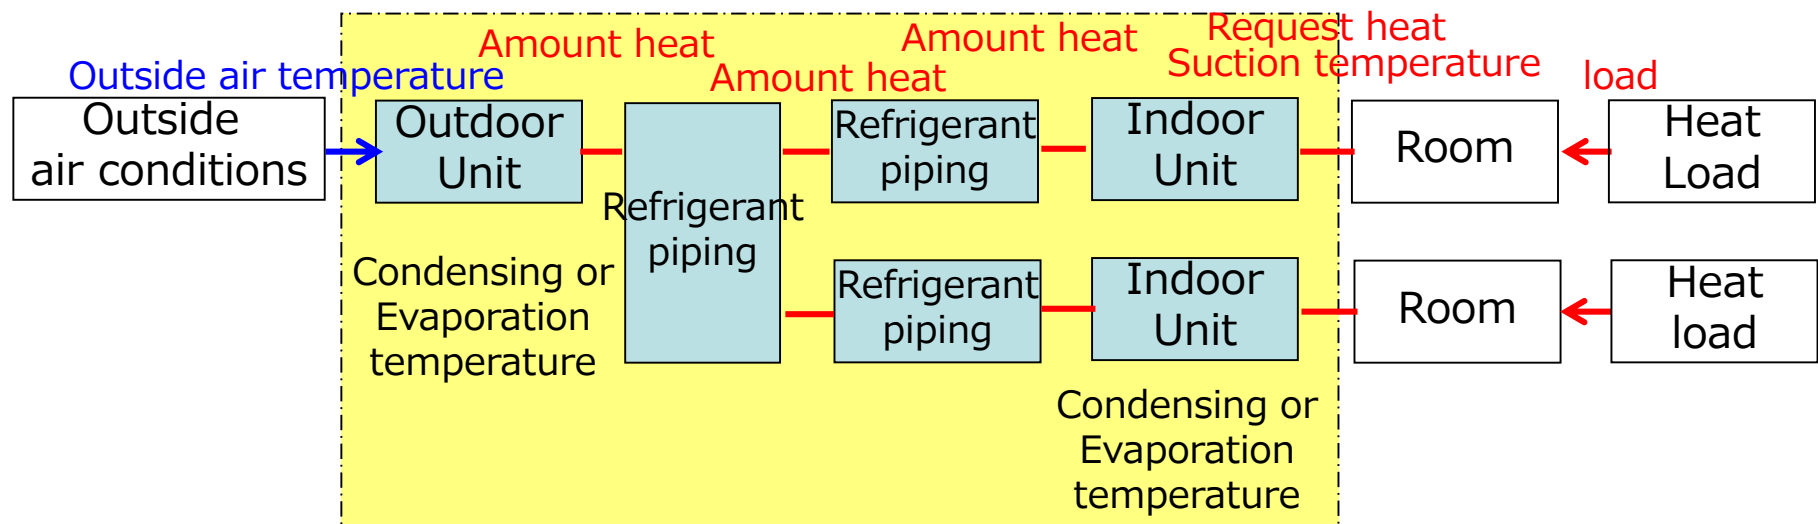 Amount heat
Amount heat
Request heat
Outside air temperature
Amount heat
Suction temperature
load
Outside
air conditions
Outdoor
Unit
Refrigerant
piping
Refrigerant
piping
Indoor
Unit
Room
Heat
Load
Condensing or
Evaporation
temperature
Refrigerant
piping
Indoor
Unit
Room
Heat
load
Condensing or
Evaporation
temperature